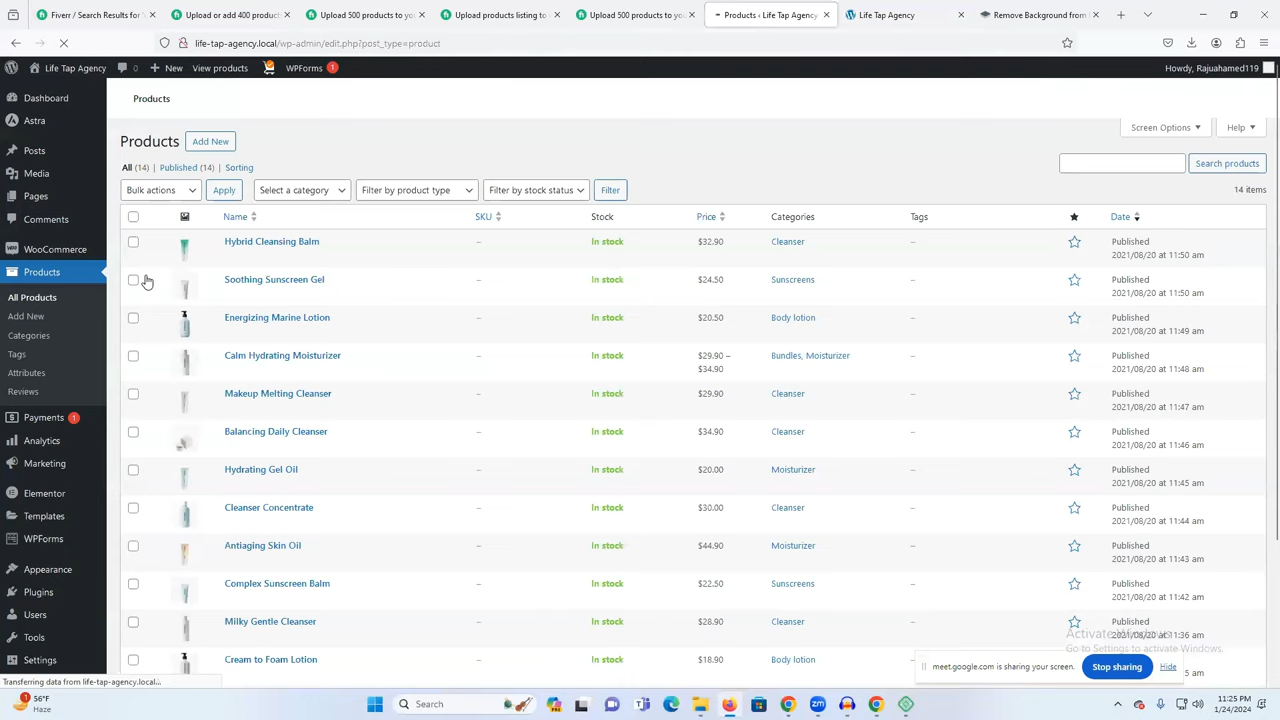 Fiverr / Search Results for '
Upload or add 400 product
Upload 500 products to yo
Upload products listing to
Upload 500 products to yo
Products ‹ Life Tap Agency
Life Tap Agency
Remove Background from
life-tap-agency.local/wp-admin/edit.php?post_type=product
Life Tap Agency 0 New View products WPForms 1 Howdy, Rajuahamed119
Dashboard
Astra
Posts
Media
Pages
Comments
WooCommerce
Products
All Products
Add New
Categories
Tags
Attributes
Reviews
Payments 1
Analytics
Marketing
Elementor
Templates
WPForms
Appearance
Plugins
Users
Tools
Settings
Products
Screen Options Help
Products Add New
All (14) | Published (14) | Sorting
Search products
Bulk actions Apply Select a category Filter by product type Filter by stock status Filter
14 items
Name SKU Stock Price Categories Tags Date
Hybrid Cleansing Balm – In stock $32.90 Cleanser – Published
2021/08/20 at 11:50 am
Soothing Sunscreen Gel – In stock $24.50 Sunscreens – Published
2021/08/20 at 11:50 am
Energizing Marine Lotion – In stock $20.50 Body lotion – Published
2021/08/20 at 11:49 am
Calm Hydrating Moisturizer – In stock $29.90 – Bundles, Moisturizer – Published
$34.90 2021/08/20 at 11:48 am
Makeup Melting Cleanser – In stock $29.90 Cleanser – Published
2021/08/20 at 11:47 am
Balancing Daily Cleanser – In stock $34.90 Cleanser – Published
2021/08/20 at 11:46 am
Hydrating Gel Oil – In stock $20.00 Moisturizer – Published
2021/08/20 at 11:45 am
Cleanser Concentrate – In stock $30.00 Cleanser – Published
2021/08/20 at 11:44 am
Antiaging Skin Oil – In stock $44.90 Moisturizer – Published
2021/08/20 at 11:43 am
Complex Sunscreen Balm – In stock $22.50 Sunscreens – Published
2021/08/20 at 11:42 am
Milky Gentle Cleanser – In stock $28.90 Cleanser – Published
at 11:36 am
Cream to Foam Lotion – In stock $18.90 Body lotion –
Activate Windows
Go to Settings to activate Windows.
meet.google.com is sharing your screen. Stop sharing Hide
Transferring data from life-tap-agency.local...
56°F
Haze
Search
11:25 PM
1/24/2024